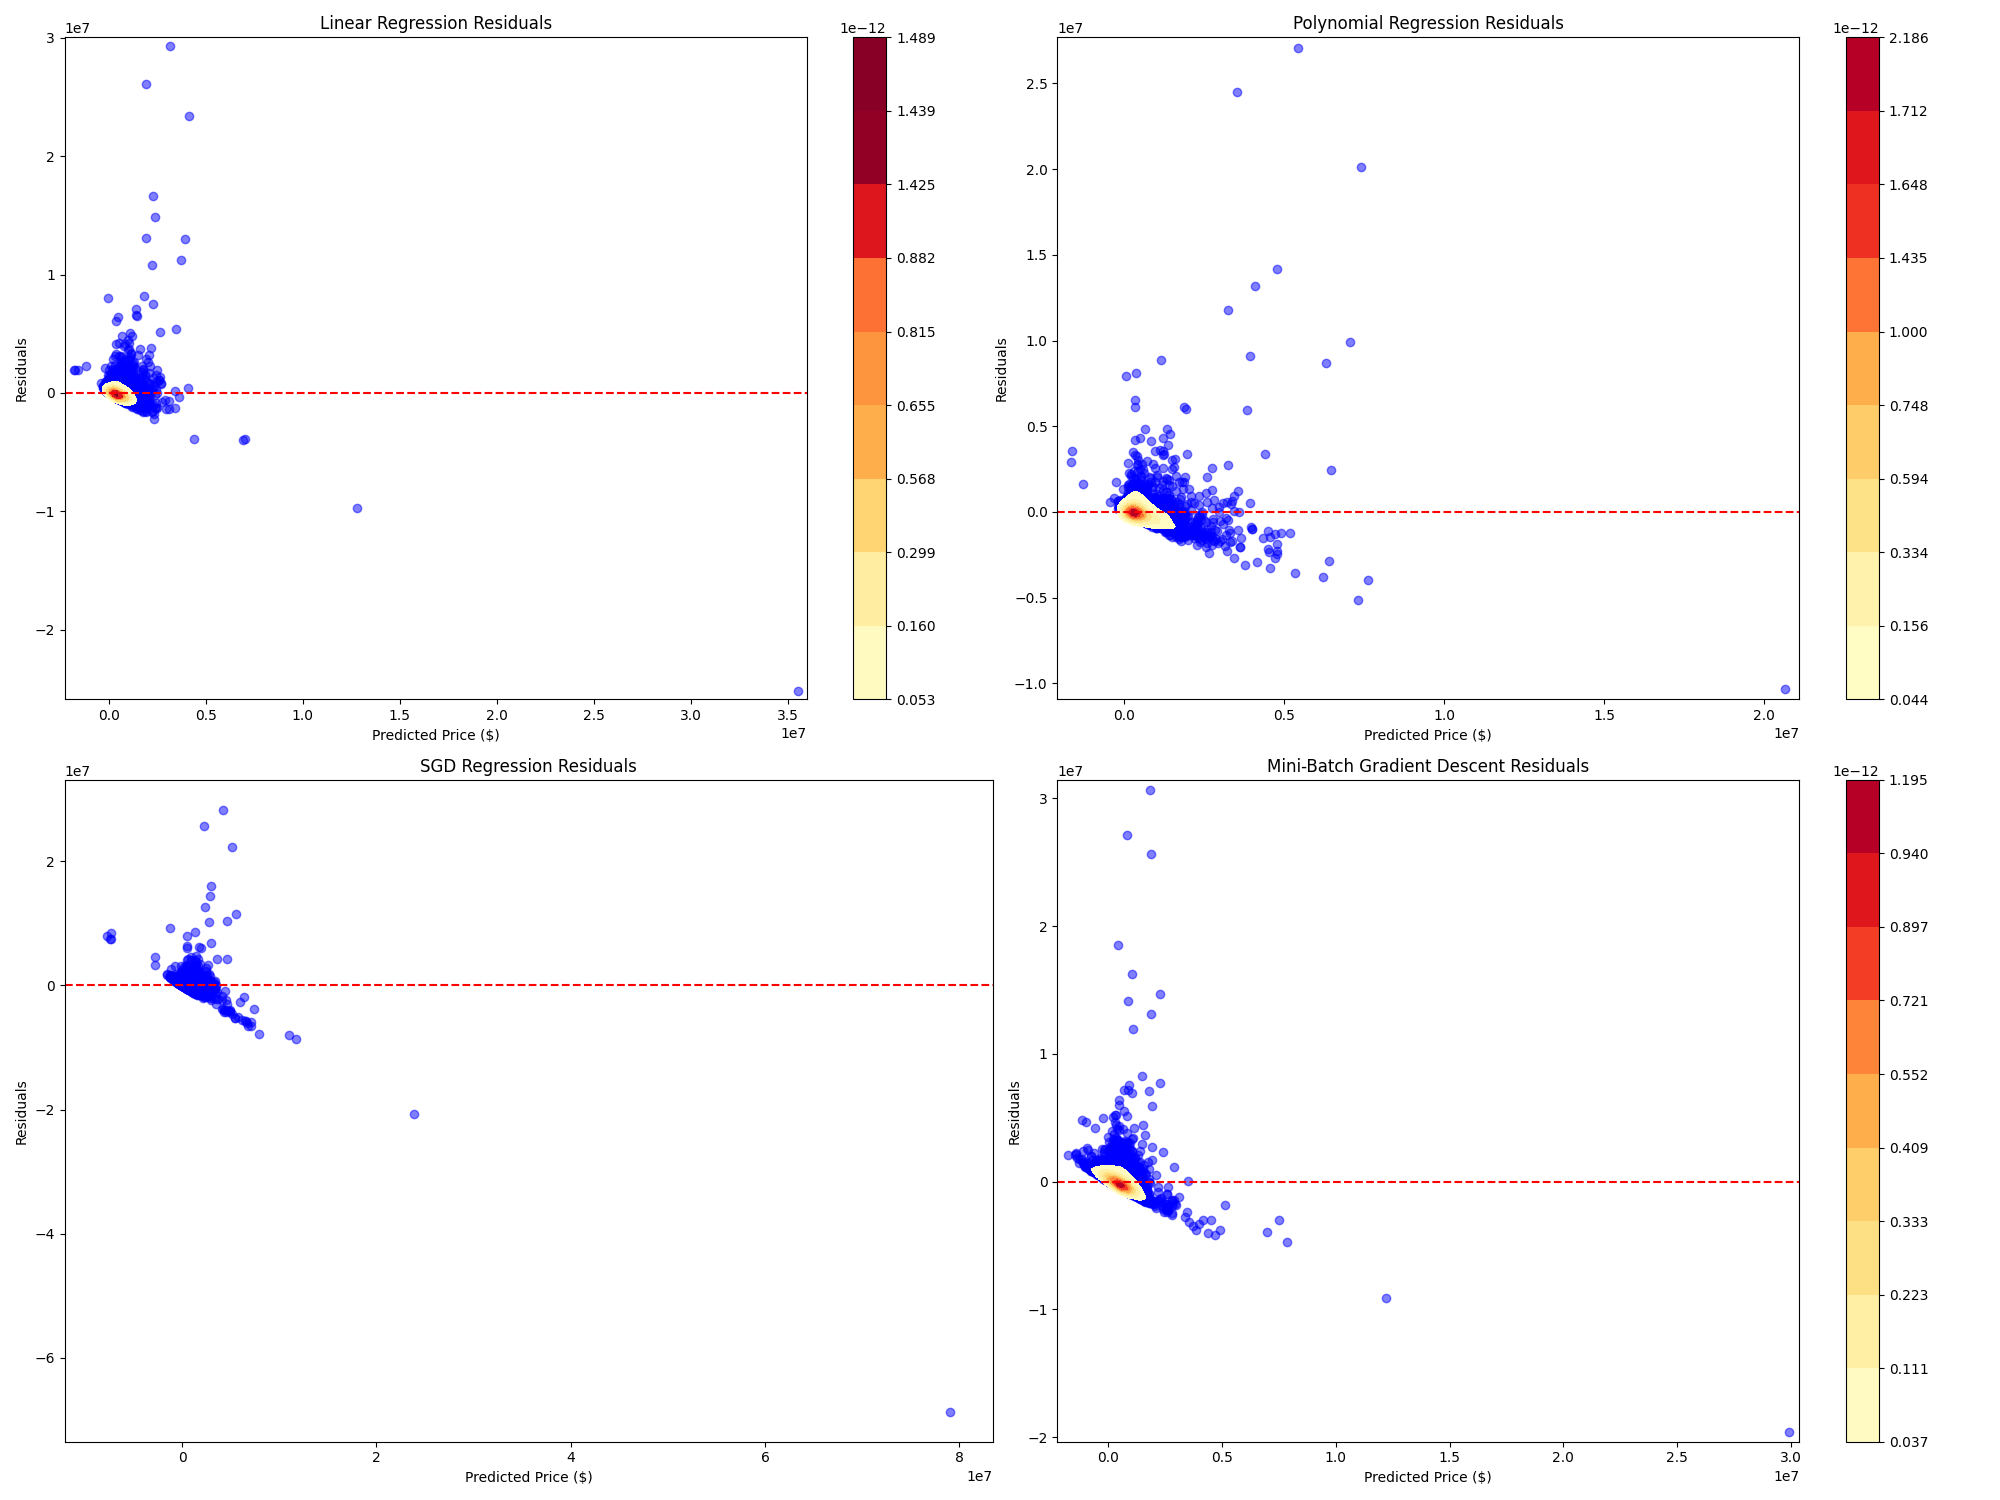 Linear Regression Residuals
1e7
1e−12
3
2
1
0
−1
−2
Residuals
0.0 0.5 1.0 1.5 2.0 2.5 3.0 3.5
1e7
Predicted Price ($)
1.489
1.439
1.425
0.882
0.815
0.655
0.568
0.299
0.160
0.053
Polynomial Regression Residuals
1e7
1e−12
2.5
2.0
1.5
1.0
0.5
0.0
−0.5
−1.0
Residuals
0.0 0.5 1.0 1.5 2.0
1e7
Predicted Price ($)
2.186
1.712
1.648
1.435
1.000
0.748
0.594
0.334
0.156
0.044
SGD Regression Residuals
1e7
2
0
−2
−4
−6
Residuals
0 2 4 6 8
1e7
Predicted Price ($)
Mini-Batch Gradient Descent Residuals
1e7
1e−12
3
2
1
0
−1
−2
Residuals
0.0 0.5 1.0 1.5 2.0 2.5 3.0
1e7
Predicted Price ($)
1.195
0.940
0.897
0.721
0.552
0.409
0.333
0.223
0.111
0.037